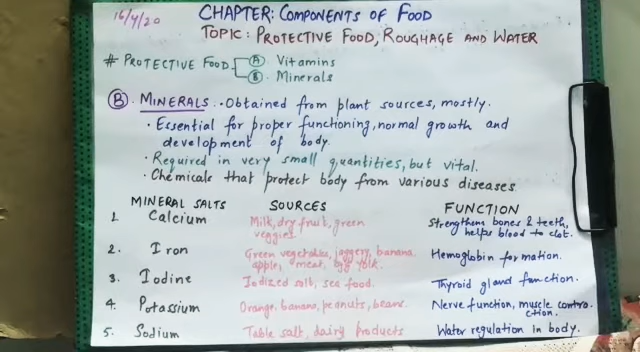 16/4/20
CHAPTER: COMPONENTS OF FOOD
TOPIC: PROTECTIVE FOOD, ROUGHAGE AND WATER
# PROTECTIVE FOOD A Vitamins
B. Minerals
B. MINERALS: • Obtained from plant sources, mostly.
• Essential for proper functioning, normal growth and
development of body.
• Required in very small quantities, but vital.
• Chemicals that protect body from various diseases
MINERAL SALTS SOURCES FUNCTION
1. Calcium Milk, dry fruit, green Strengthens bones & teeth,
veggies helps blood to clot.
2. Iron Green vegetables, jaggery, banana. Hemoglobin formation.
apple, meat, egg yolk.
3. Iodine Iodized salt, sea food. Thyroid gland function.
4. Potassium Orange, banana, peanuts, beans. Nerve function, muscle contra-
ction.
5. Sodium Table salt, dairy products Water regulation in body.